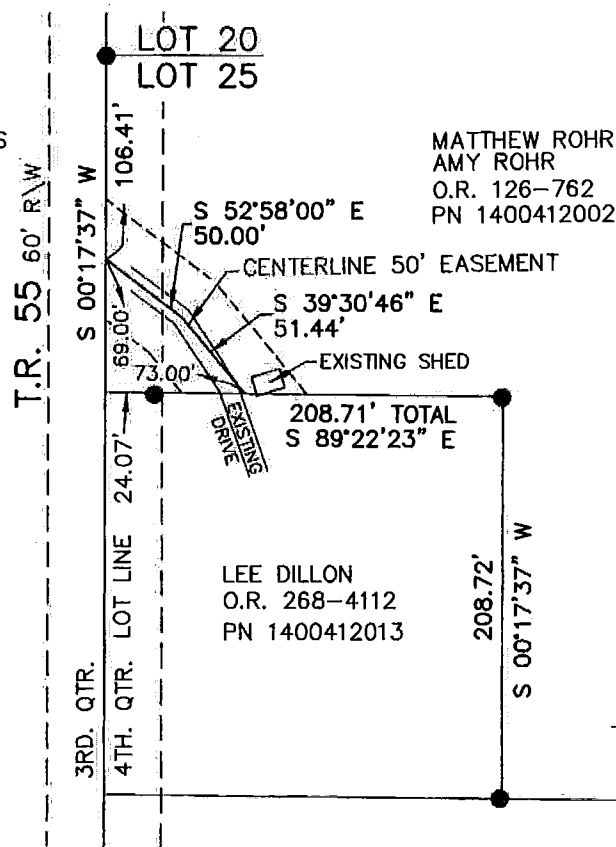 LOT 20
LOT 25
S
106.41'
S 00°17'37" W
T.R. 55 60' R\W
MATTHEW ROHR
AMY ROHR
O.R. 126-762
PN 1400412002
S 52°58'00" E
50.00'
CENTERLINE 50' EASEMENT
S 39°30'46" E
51.44'
69.00'
73.00'
EXISTING SHED
208.71' TOTAL
S 89°22'23" E
EXISTING
DRIVE
24.07'
LEE DILLON
O.R. 268-4112
PN 1400412013
208.72'
S 00°17'37" W
3RD. QTR.
4TH. QTR. LOT LINE